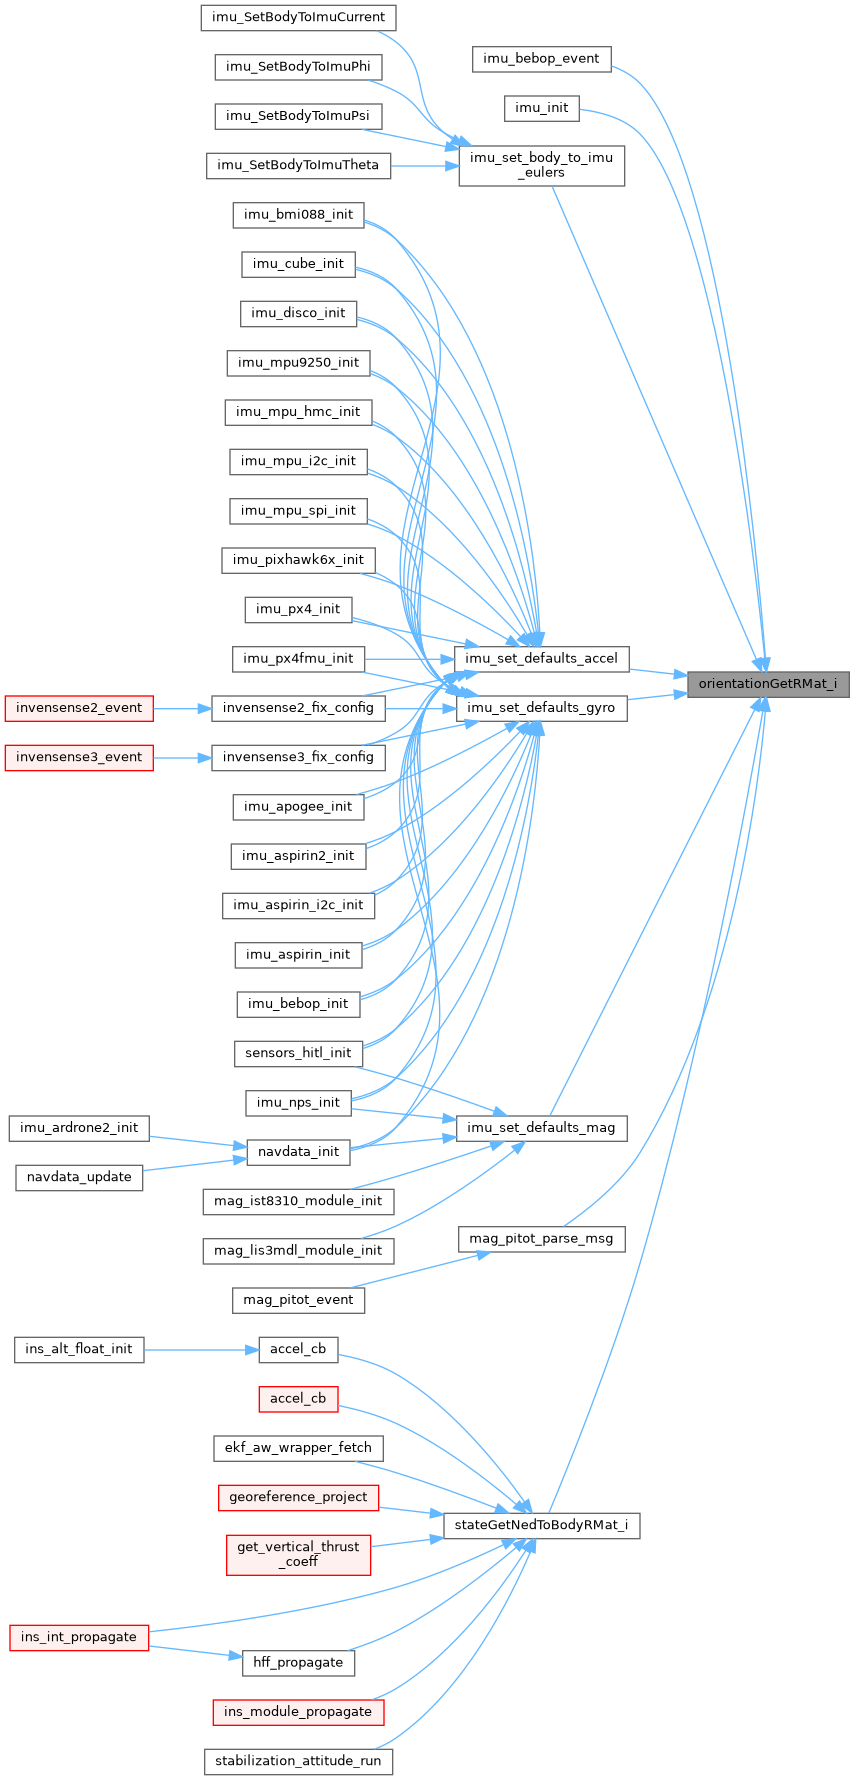 imu_SetBodyToImuCurrent
imu_SetBodyToImuPhi
imu_SetBodyToImuPsi
imu_SetBodyToImuTheta
imu_bebop_event
imu_init
imu_set_body_to_imu
_eulers
imu_bmi088_init
imu_cube_init
imu_disco_init
imu_mpu9250_init
imu_mpu_hmc_init
imu_mpu_i2c_init
imu_mpu_spi_init
imu_pixhawk6x_init
imu_px4_init
imu_px4fmu_init
imu_set_defaults_accel
orientationGetRMat_i
invensense2_event
invensense2_fix_config
imu_set_defaults_gyro
invensense3_event
invensense3_fix_config
imu_apogee_init
imu_aspirin2_init
imu_aspirin_i2c_init
imu_aspirin_init
imu_bebop_init
sensors_hitl_init
imu_nps_init
imu_ardrone2_init
navdata_init
imu_set_defaults_mag
navdata_update
mag_ist8310_module_init
mag_lis3mdl_module_init
mag_pitot_parse_msg
mag_pitot_event
ins_alt_float_init
accel_cb
accel_cb
ekf_aw_wrapper_fetch
georeference_project
stateGetNedToBodyRMat_i
get_vertical_thrust
_coeff
ins_int_propagate
hff_propagate
ins_module_propagate
stabilization_attitude_run